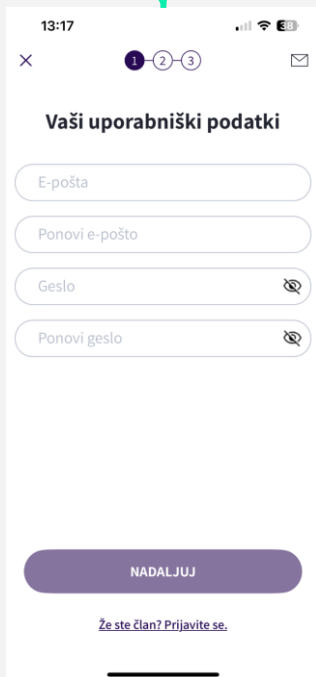 13:17
38
1 2 3
Vaši uporabniški podatki
E-pošta
Ponovi e-pošto
Geslo
Ponovi geslo
NADALJUJ
Že ste član? Prijavite se.